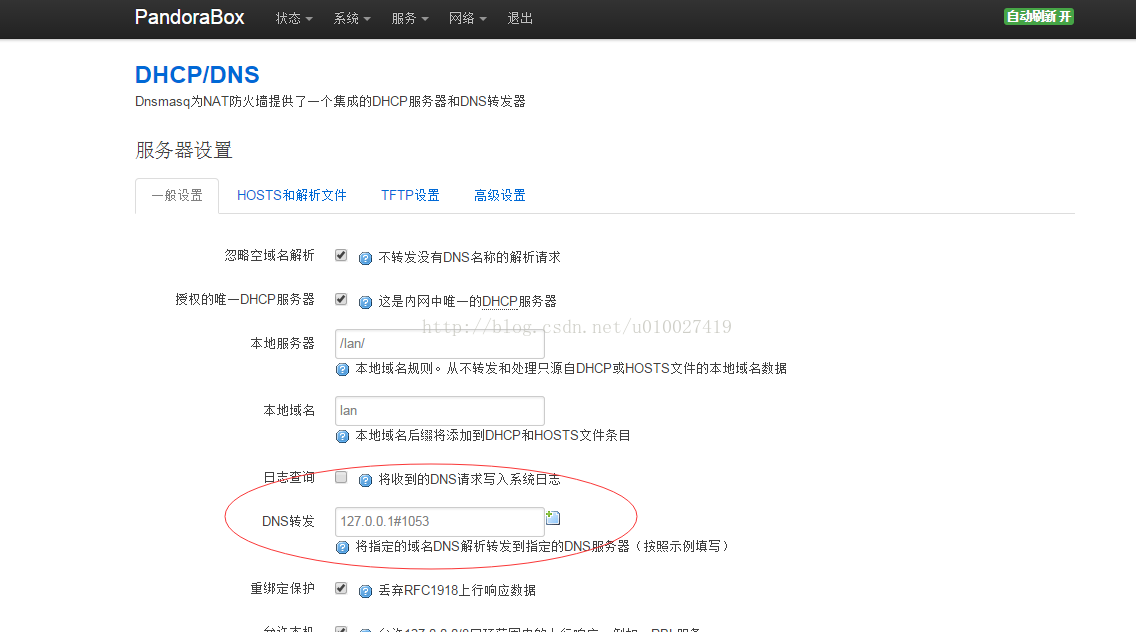 PandoraBox 状态 系统 服务 网络 退出 自动刷新 开
DHCP/DNS
Dnsmasq为NAT防火墙提供了一个集成的DHCP服务器和DNS转发器
服务器设置
一般设置 HOSTS和解析文件 TFTP设置 高级设置
忽略空域名解析 不转发没有DNS名称的解析请求
授权的唯一DHCP服务器 这是内网中唯一的DHCP服务器
http://blog.csdn.net/u010027419
本地服务器 /lan/
本地域名规则。从不转发和处理只源自DHCP或HOSTS文件的本地域名数据
本地域名 lan
本地域名后缀将添加到DHCP和HOSTS文件条目
日志查询 将收到的DNS请求写入系统日志
DNS转发 127.0.0.1#1053
将指定的域名DNS解析转发到指定的DNS服务器（按照示例填写）
重绑定保护 丢弃RFC1918上行响应数据